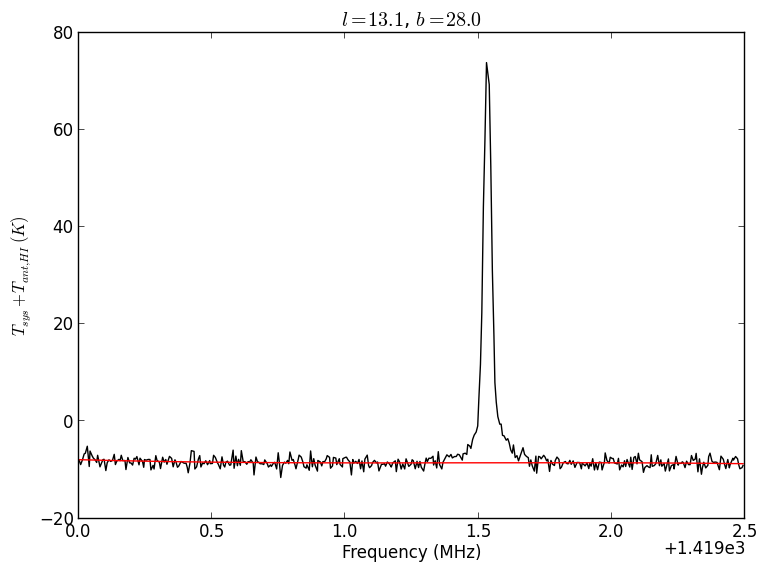 l = 13.1, b = 28.0
80
60
40
20
0
−20
T_sys + T_ant,HI (K)
0.0 0.5 1.0 1.5 2.0 2.5
Frequency (MHz)
+1.419e3